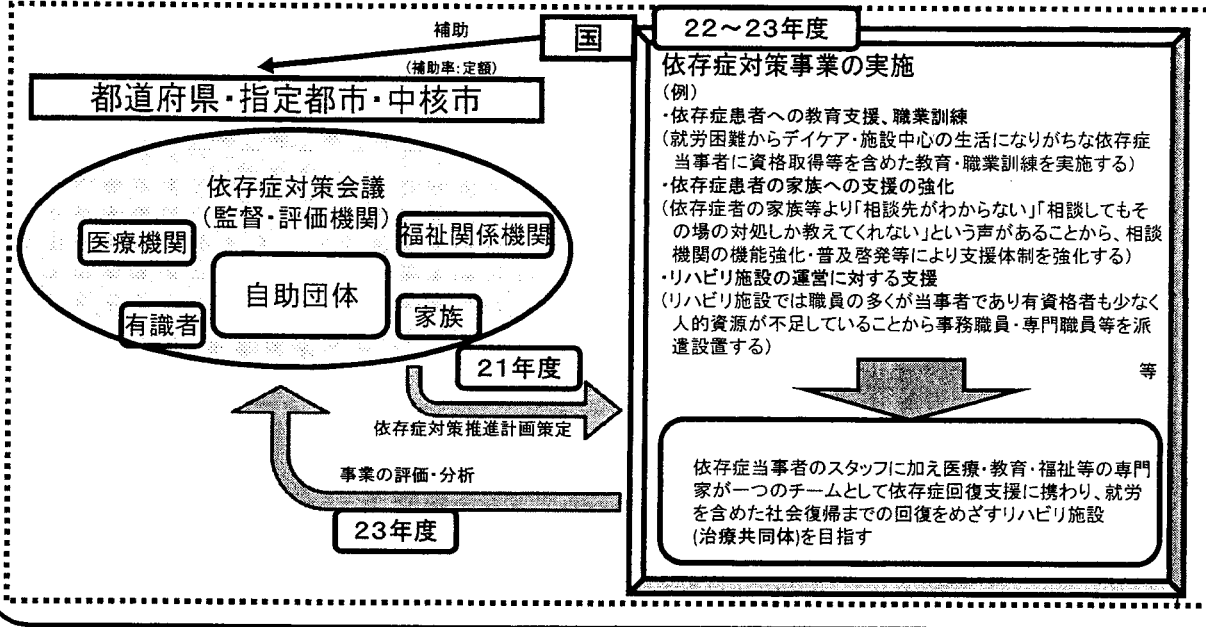 補助
国
(補助率:定額)
都道府県・指定都市・中核市
依存症対策会議
(監督・評価機関)
医療機関
福祉関係機関
自助団体
有識者
家族
21年度
依存症対策推進計画策定
事業の評価・分析
23年度
22～23年度
依存症対策事業の実施
(例)
・依存症患者への教育支援、職業訓練
(就労困難からデイケア・施設中心の生活になりがちな依存症
当事者に資格取得等を含めた教育・職業訓練を実施する)
・依存症患者の家族への支援の強化
(依存症者の家族等より「相談先がわからない」「相談してもそ
の場の対処しか教えてくれない」という声があることから、相談
機関の機能強化・普及啓発等により支援体制を強化する)
・リハビリ施設の運営に対する支援
(リハビリ施設では職員の多くが当事者であり有資格者も少なく
人的資源が不足していることから事務職員・専門職員等を派
遣設置する)
等
依存症当事者のスタッフに加え医療・教育・福祉等の専門
家が一つのチームとして依存症回復支援に携わり、就労
を含めた社会復帰までの回復をめざすリハビリ施設
(治療共同体)を目指す